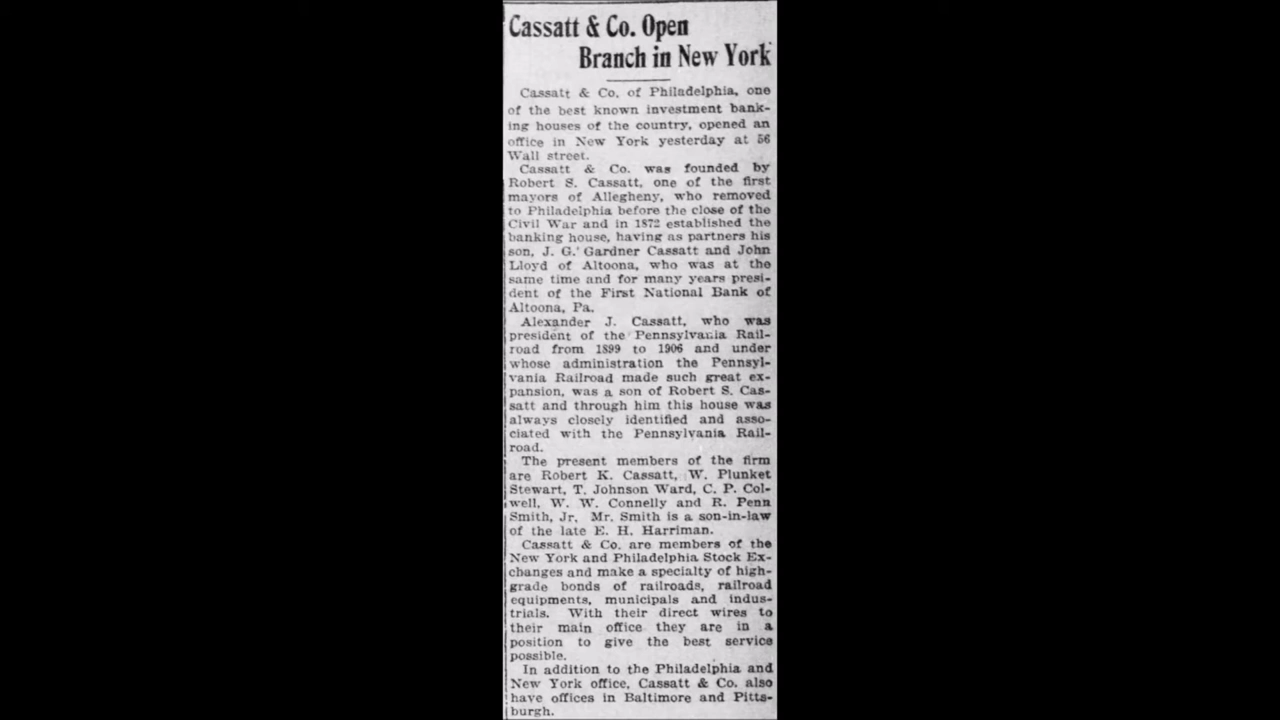 Cassatt & Co. Open
Branch in New York
Cassatt & Co. of Philadelphia, one
of the best known investment bank-
ing houses of the country, opened an
office in New York yesterday at 56
Wall street.
Cassatt & Co. was founded by
Robert S. Cassatt, one of the first
mayors of Allegheny, who removed
to Philadelphia before the close of the
Civil War and in 1872 established the
banking house, having as partners his
son, J. G. Gardner Cassatt and John
Lloyd of Altoona, who was at the
same time and for many years presi-
dent of the First National Bank of
Altoona, Pa.
Alexander J. Cassatt, who was
president of the Pennsylvania Rail-
road from 1899 to 1906 and under
whose administration the Pennsyl-
vania Railroad made such great ex-
pansion, was a son of Robert S. Cas-
satt and through him this house was
always closely identified and asso-
ciated with the Pennsylvania Rail-
road.
The present members of the firm
are Robert K. Cassatt, W. Plunket
Stewart, T. Johnson Ward, C. P. Col-
well, W. W. Connelly and R. Penn
Smith, Jr. Mr. Smith is a son-in-law
of the late E. H. Harriman.
Cassatt & Co. are members of the
New York and Philadelphia Stock Ex-
changes and make a specialty of high-
grade bonds of railroads, railroad
equipments, municipals and indus-
trials. With their direct wires to
their main office they are in a
position to give the best service
possible.
In addition to the Philadelphia and
New York office, Cassatt & Co. also
have offices in Baltimore and Pitts-
burgh.